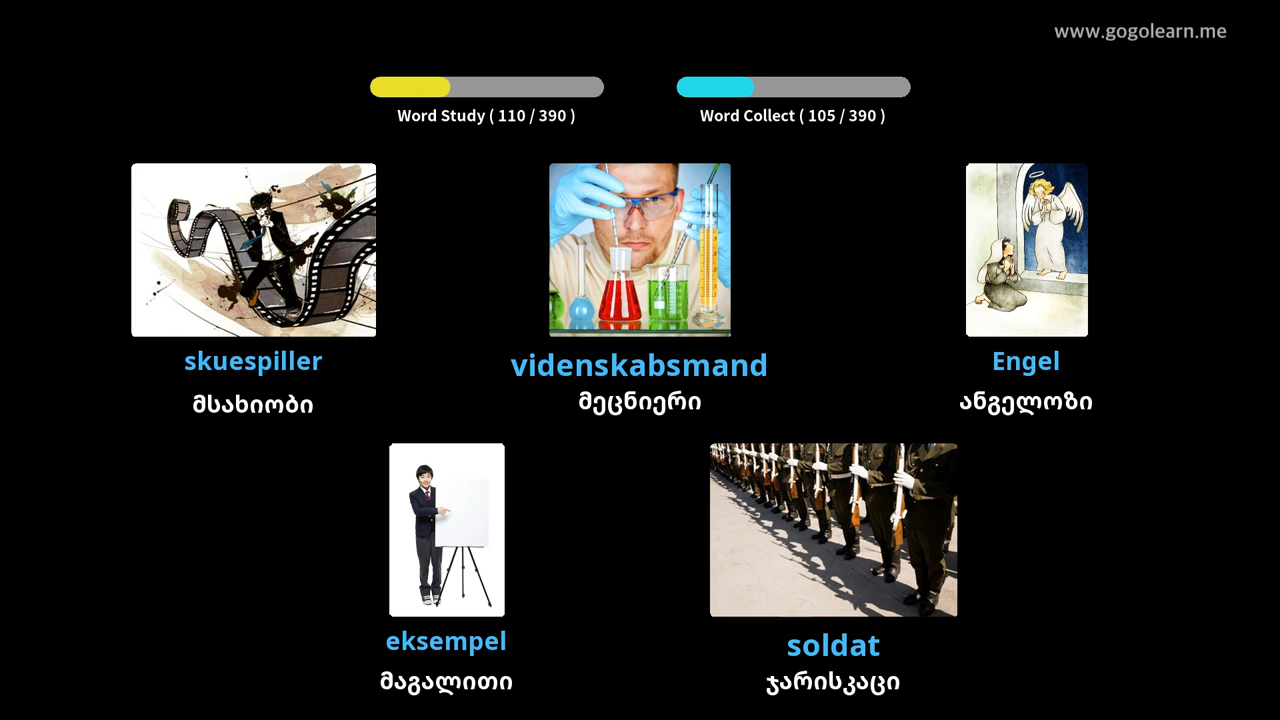 www.gogolearn.me
Word Study ( 110 / 390 )
Word Collect ( 105 / 390 )
skuespiller
videnskabsmand
Engel
მსახიობი
მეცნიერი
ანგელოზი
eksempel
soldat
მაგალითი
ჯარისკაცი